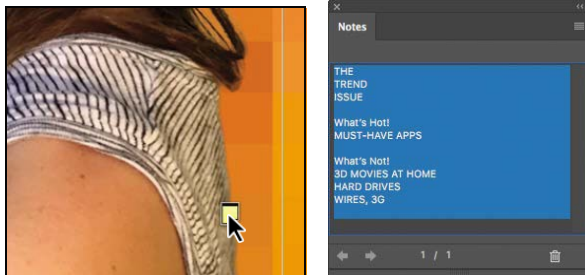 Notes
THE
TREND
ISSUE
What's Hot!
MUST-HAVE APPS
What's Not!
3D MOVIES AT HOME
HARD DRIVES
WIRES, 3G
1 / 1